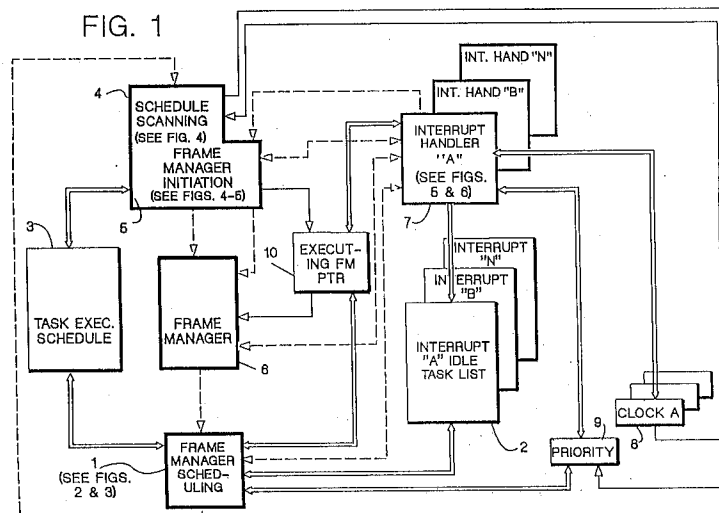 FIG. 1
4
SCHEDULE
SCANNING
(SEE FIG. 4)
FRAME
MANAGER
INITIATION
(SEE FIGS. 4-5)
5
INT. HAND "N"
INT. HAND "B"
INTERRUPT
HANDLER
"A"
(SEE FIGS.
5 & 6)
7
3
TASK EXEC.
SCHEDULE
10
EXECUT-
ING FM
PTR
FRAME
MANAGER
6
INTERRUPT
"N"
INTERRUPT
"B"
INTERRUPT
"A" IDLE
TASK LIST
2
CLOCK A
8
9
PRIORITY
1
(SEE FIGS.
2 & 3)
FRAME
MANAGER
SCHED-
ULING